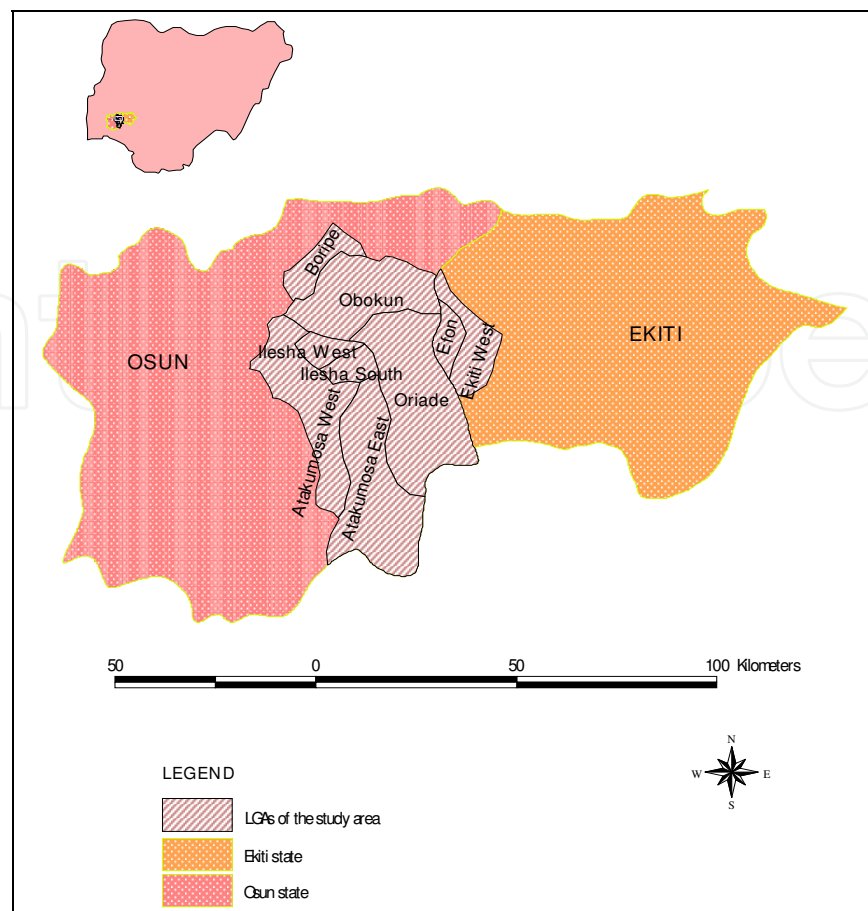 Boripe
Obokun
OSUN
Ilesha West
Ilesha South
Efon
Ekiti West
EKITI
Oriade
Atakumosa West
Atakumosa East
50 0 50 100 Kilometers
N
W E
S
LEGEND
LGAs of the study area
Ekiti state
Osun state